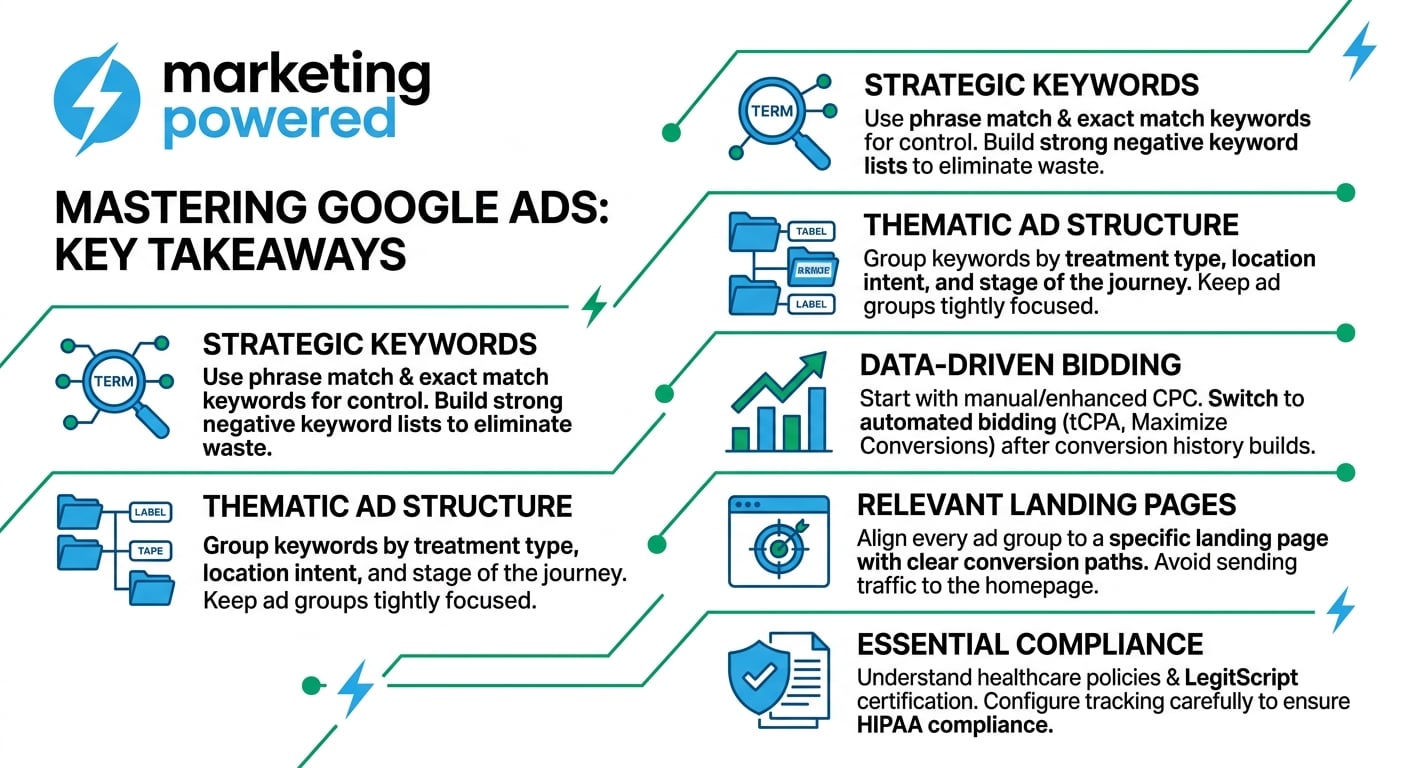 marketing
powered
MASTERING GOOGLE ADS:
KEY TAKEAWAYS
TERM
STRATEGIC KEYWORDS
Use phrase match & exact match
keywords for control. Build strong
negative keyword lists to eliminate
waste.
LABEL
TAPE
THEMATIC AD STRUCTURE
Group keywords by treatment type,
location intent, and stage of the journey.
Keep ad groups tightly focused.
TERM
STRATEGIC KEYWORDS
Use phrase match & exact match keywords
for control. Build strong negative keyword
lists to eliminate waste.
TABEL
LABEL
THEMATIC AD STRUCTURE
Group keywords by treatment type, location
intent, and stage of the journey. Keep ad
groups tightly focused.
DATA-DRIVEN BIDDING
Start with manual/enhanced CPC. Switch to
automated bidding (tCPA, Maximize
Conversions) after conversion history builds.
RELEVANT LANDING PAGES
Align every ad group to a specific landing page
with clear conversion paths. Avoid sending
traffic to the homepage.
ESSENTIAL COMPLIANCE
Understand healthcare policies & LegitScript
certification. Configure tracking carefully to ensure
HIPAA compliance.